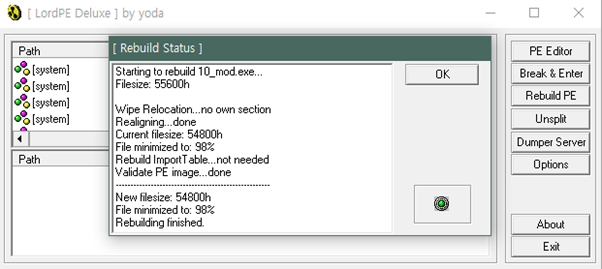 [ LordPE Deluxe ] by yoda
Path
[system]
[system]
[system]
[system]
Path
[ Rebuild Status ]
Starting to rebuild 10_mod.exe...
Filesize: 55600h
Wipe Relocation...no own section
Realigning...done
Current filesize: 54800h
File minimized to: 98%
Rebuild ImportTable...not needed
Validate PE image...done
----------------------------------------------------
New filesize: 54800h
File minimized to: 98%
Rebuilding finished.
OK
PE Editor
Break & Enter
Rebuild PE
Unsplit
Dumper Server
Options
About
Exit